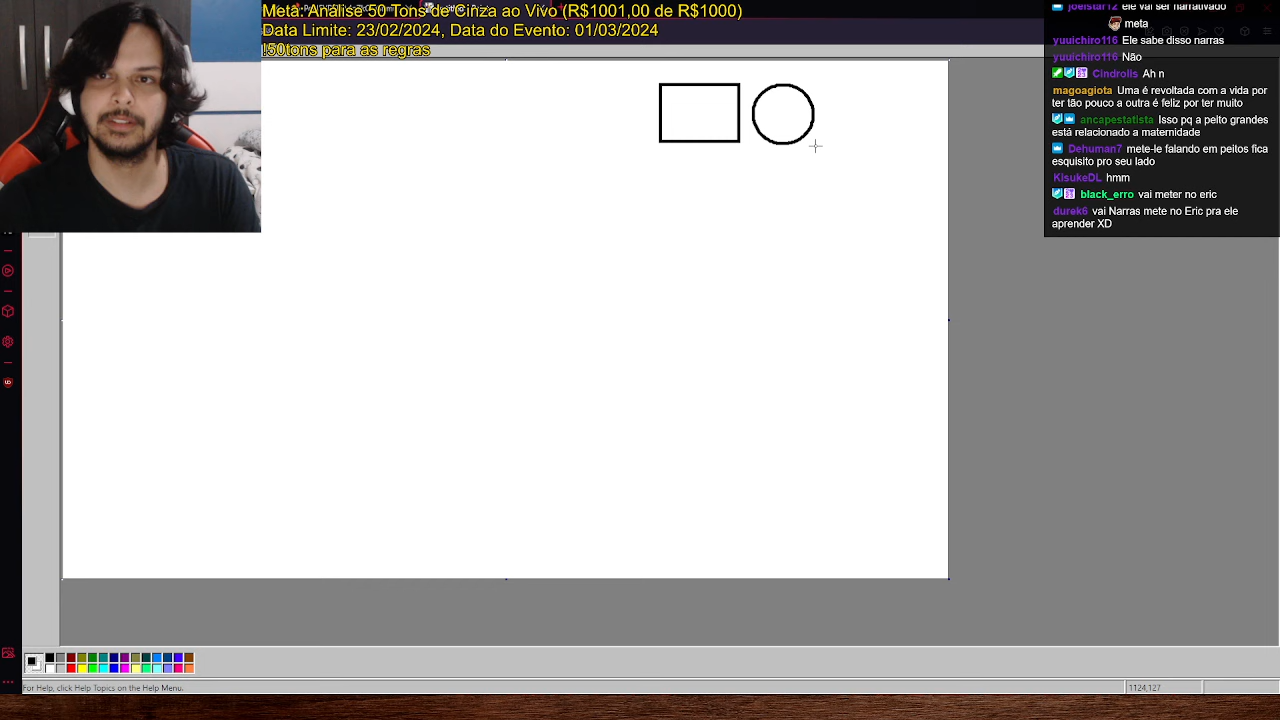 Meta: Análise 50 Tons de Cinza ao Vivo (R$1001,00 de R$1000)
Data Limite: 23/02/2024, Data do Evento: 01/03/2024
!50tons para as regras
joelstar12 ele vai ser narrativado
meta
yuuichiro116 Ele sabe disso narras
yuuichiro116 Não
Cindrolis Ah n
magoagiota Uma é revoltada com a vida por
ter tão pouco a outra é feliz por ter muito
ancapestatista Isso pq a peito grandes
está relacionado a maternidade
Dehuman7 mete-le falando em peitos fica
esquisito pro seu lado
KisukeDL hmm
black_erro vai meter no eric
durek6 vai Narras mete no Eric pra ele
aprender XD
For Help, click Help Topics on the Help Menu.
1124,127